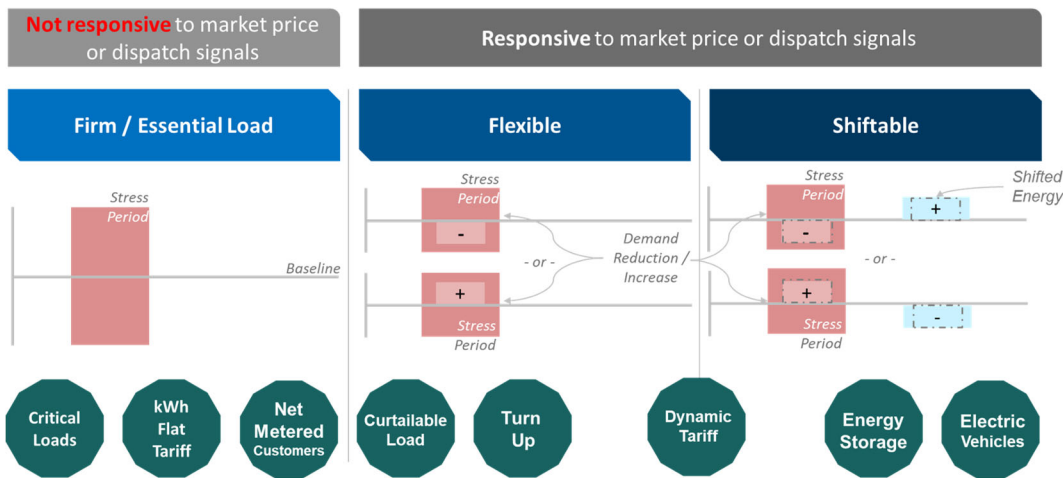 Not responsive to market price
or dispatch signals
Responsive to market price or dispatch signals
Firm / Essential Load
Flexible
Shiftable
Stress
Period
Baseline
Stress
Period
-
- or -
+
Stress
Period
Demand
Reduction /
Increase
Stress
Period
-
+
Shifted
Energy
- or -
+
Stress
Period
-
Critical
Loads
kWh
Flat
Tariff
Net
Metered
Customers
Curtailable
Load
Turn
Up
Dynamic
Tariff
Energy
Storage
Electric
Vehicles